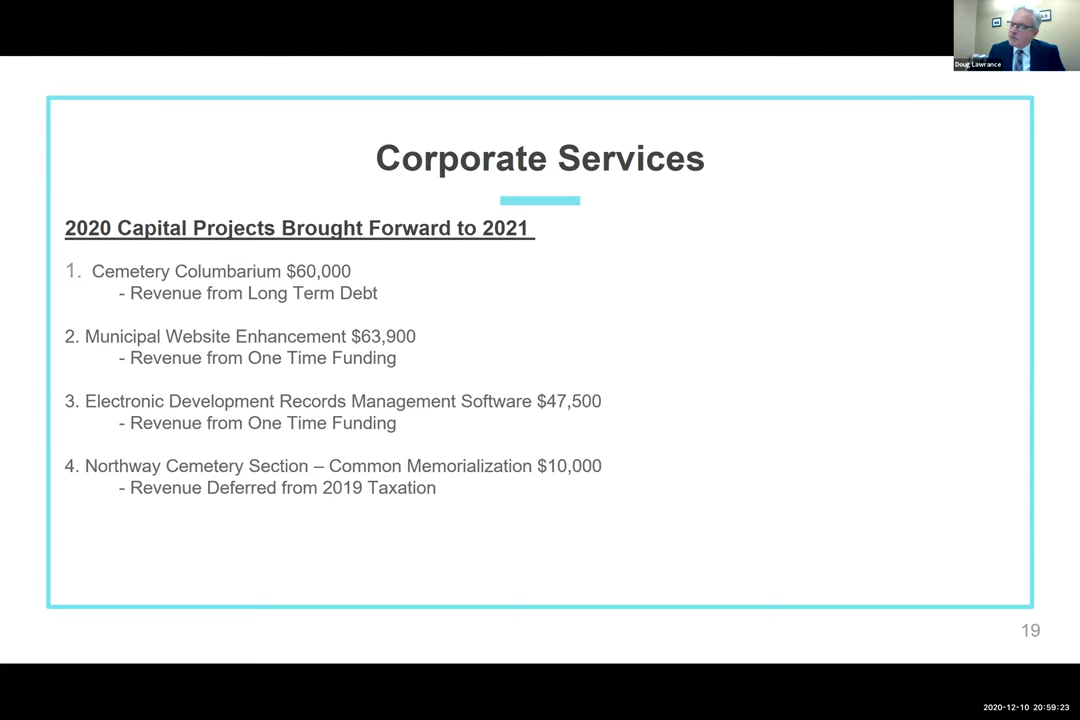 Doug Lawrance
Corporate Services
2020 Capital Projects Brought Forward to 2021
1. Cemetery Columbarium $60,000
- Revenue from Long Term Debt
2. Municipal Website Enhancement $63,900
- Revenue from One Time Funding
3. Electronic Development Records Management Software $47,500
- Revenue from One Time Funding
4. Northway Cemetery Section – Common Memorialization $10,000
- Revenue Deferred from 2019 Taxation
19
2020-12-10 20:59:23